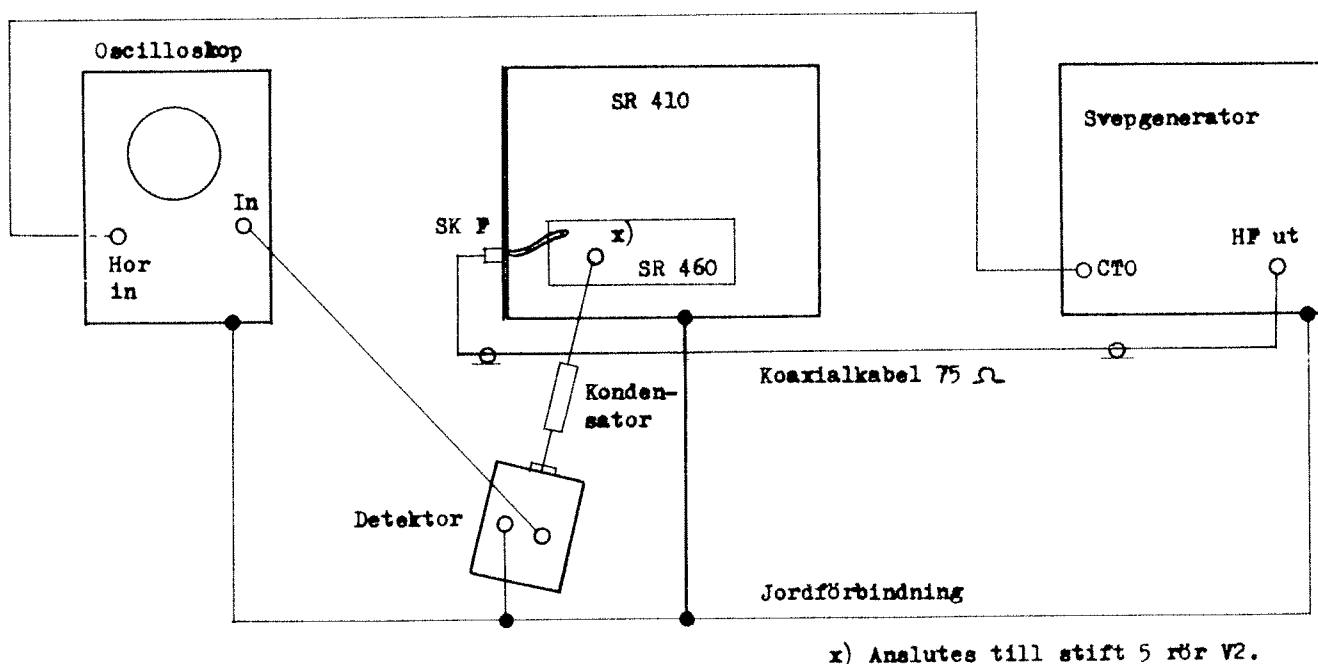 Oscilloskop
SR 410
Svepgenerator
In
SK F
x)
HF ut
Hor
in
SR 460
CTO
Koaxialkabel 75 Ω
Konden-
sator
Detektor
Jordförbindning
x) Anslutes till stift 5 rör V2.